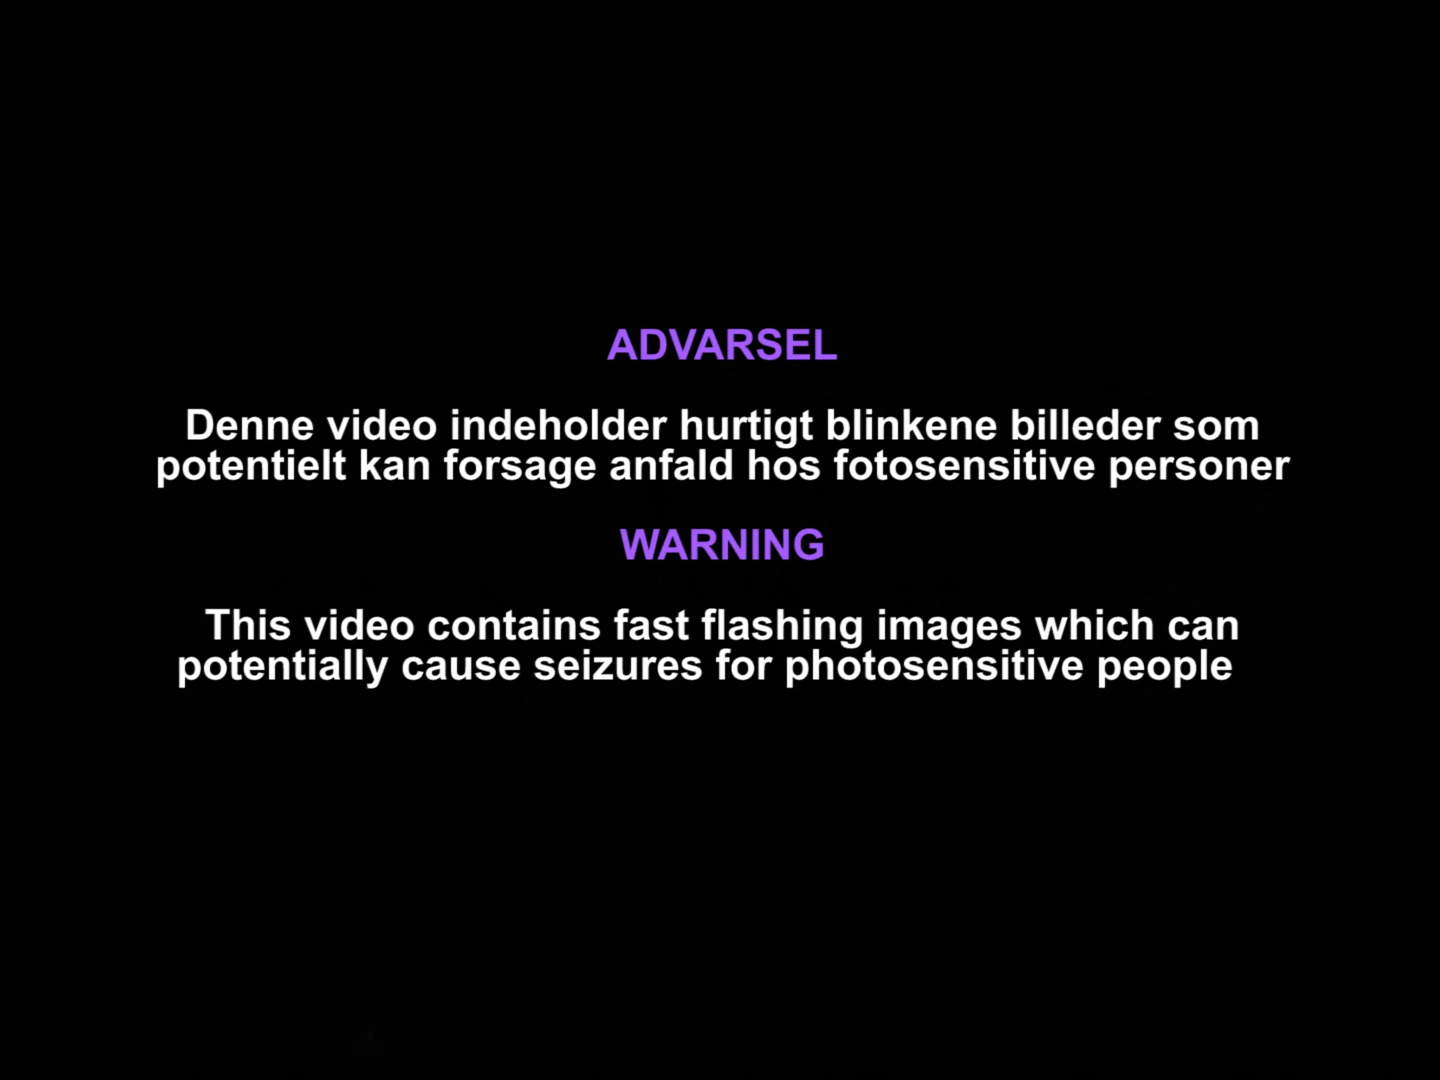 ADVARSEL
Denne video indeholder hurtigt blinkene billeder som
potentielt kan forsage anfald hos fotosensitive personer
WARNING
This video contains fast flashing images which can
potentially cause seizures for photosensitive people